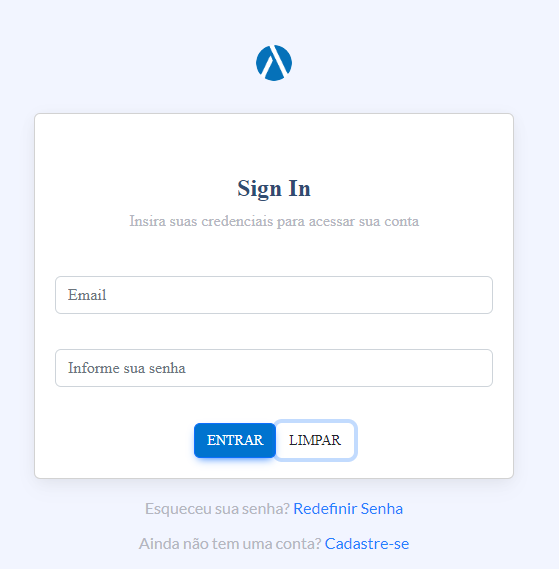 Sign In
Insira suas credenciais para acessar sua conta
Email
Informe sua senha
ENTRAR LIMPAR
Esqueceu sua senha? Redefinir Senha
Ainda não tem uma conta? Cadastre-se